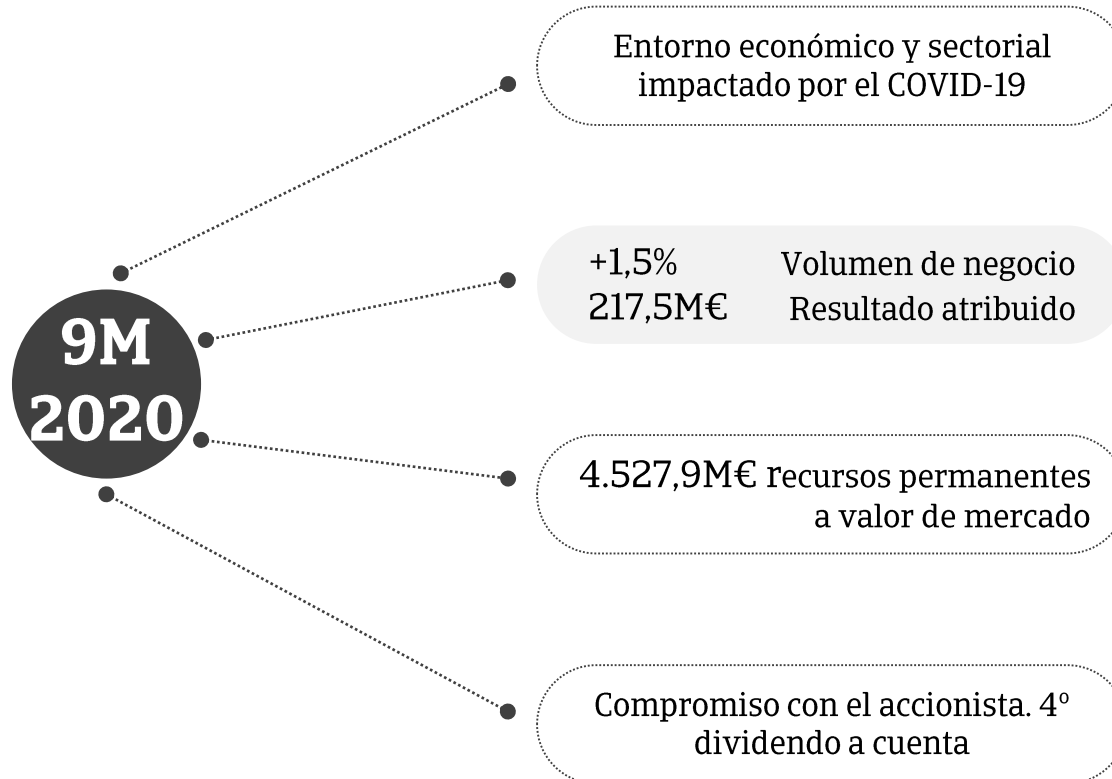 9M
2020
Entorno económico y sectorial
impactado por el COVID-19
+1,5% Volumen de negocio
217,5M€ Resultado atribuido
4.527,9M€ recursos permanentes
a valor de mercado
Compromiso con el accionista. 4º
dividendo a cuenta